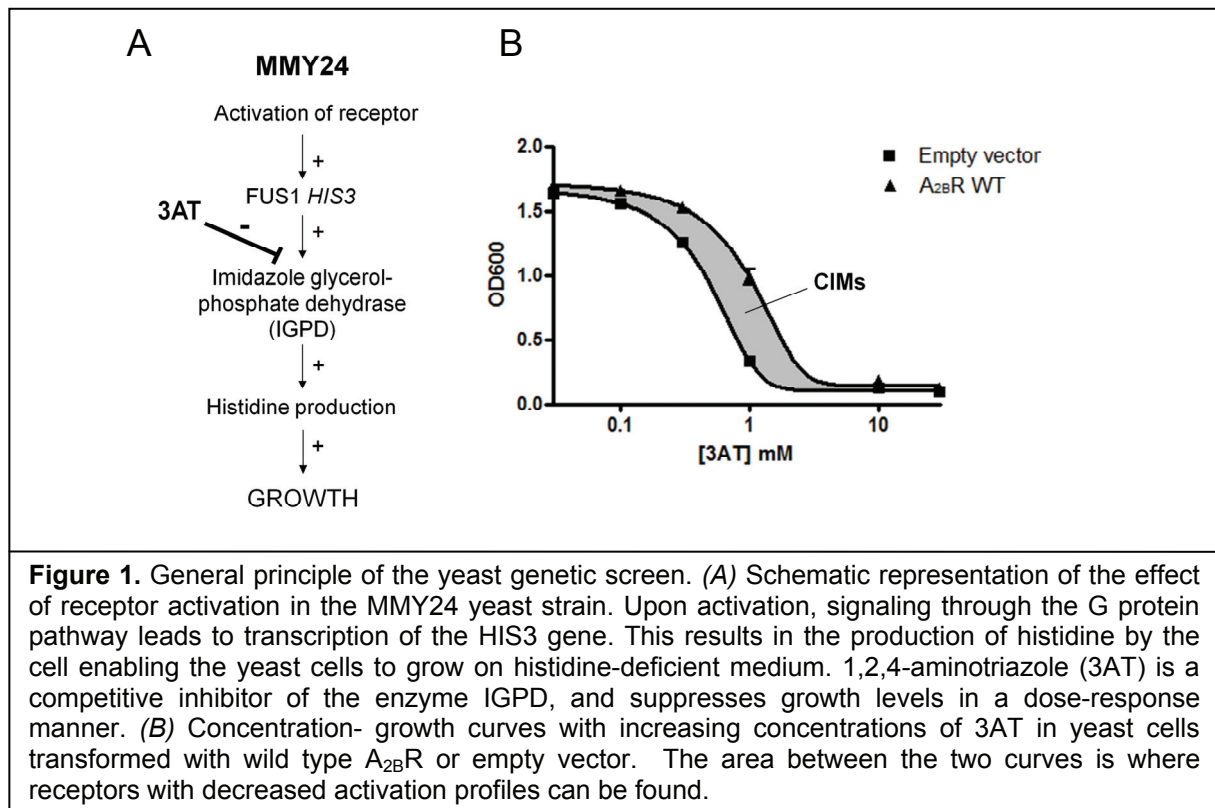 A
MMY24
Activation of receptor
+
FUS1 HIS3
3AT
-
+
Imidazole glycerol-
phosphate dehydrase
(IGPD)
+
Histidine production
+
GROWTH
B
2.0
1.5
1.0
0.5
0.0
OD600
0.1
1
10
[3AT] mM
Empty vector
A2BR WT
CIMs
Figure 1. General principle of the yeast genetic screen. (A) Schematic representation of the effect
of receptor activation in the MMY24 yeast strain. Upon activation, signaling through the G protein
pathway leads to transcription of the HIS3 gene. This results in the production of histidine by the
cell enabling the yeast cells to grow on histidine-deficient medium. 1,2,4-aminotriazole (3AT) is a
competitive inhibitor of the enzyme IGPD, and suppresses growth levels in a dose-response
manner. (B) Concentration- growth curves with increasing concentrations of 3AT in yeast cells
transformed with wild type A2BR or empty vector. The area between the two curves is where
receptors with decreased activation profiles can be found.